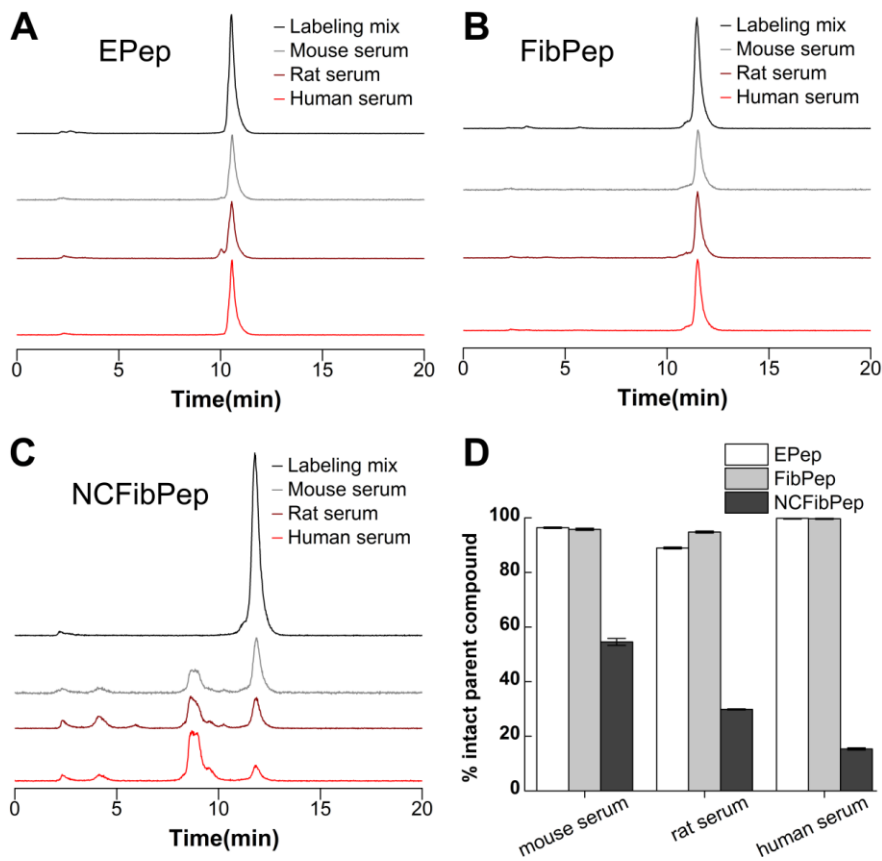 A
EPep
Labeling mix
Mouse serum
Rat serum
Human serum
0 5 10 15 20
Time(min)
B
FibPep
Labeling mix
Mouse serum
Rat serum
Human serum
0 5 10 15 20
Time(min)
C
NCFibPep
Labeling mix
Mouse serum
Rat serum
Human serum
0 5 10 15 20
Time(min)
D
EPep
FibPep
NCFibPep
% intact parent compound
100
80
60
40
20
0
mouse serum
rat serum
human serum